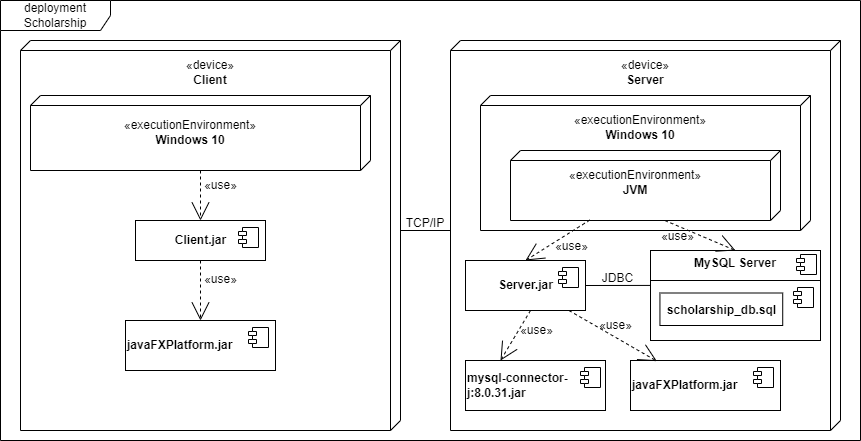 deployment
Scholarship
«device»
Client
«executionEnvironment»
Windows 10
«use»
Client.jar
«use»
javaFXPlatform.jar
TCP/IP
«device»
Server
«executionEnvironment»
Windows 10
«executionEnvironment»
JVM
«use»
«use»
Server.jar
JDBC
MySQL Server
scholarship_db.sql
«use»
«use»
mysql-connector-
j:8.0.31.jar
javaFXPlatform.jar